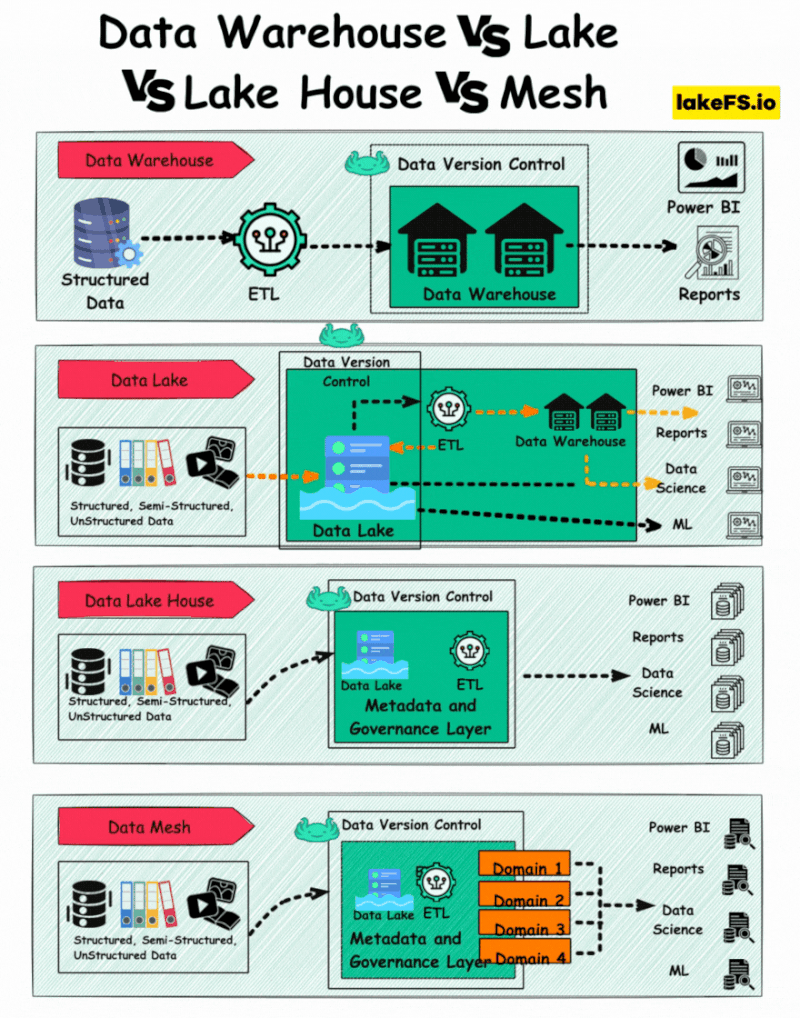 Data Warehouse VS Lake
VS Lake House VS Mesh
lakeFS.io
Data Warehouse
Data Version Control
Power BI
Structured
Data
ETL
Data Warehouse
Reports
Data Version
Control
Data Lake
Power BI
ETL
Data Warehouse
Reports
Data
Science
Structured, Semi-Structured,
UnStructured Data
Data Lake
ML
Data Lake House
Data Version Control
Power BI
Reports
Data Lake
ETL
Data
Science
Structured, Semi-Structured,
UnStructured Data
Metadata and
Governance Layer
ML
Data Mesh
Data Version Control
Power BI
Domain 1
Reports
Domain 2
Data Lake
ETL
Data
Science
Domain 3
Structured, Semi-Structured,
UnStructured Data
Metadata and
Governance Layer
Domain 4
ML